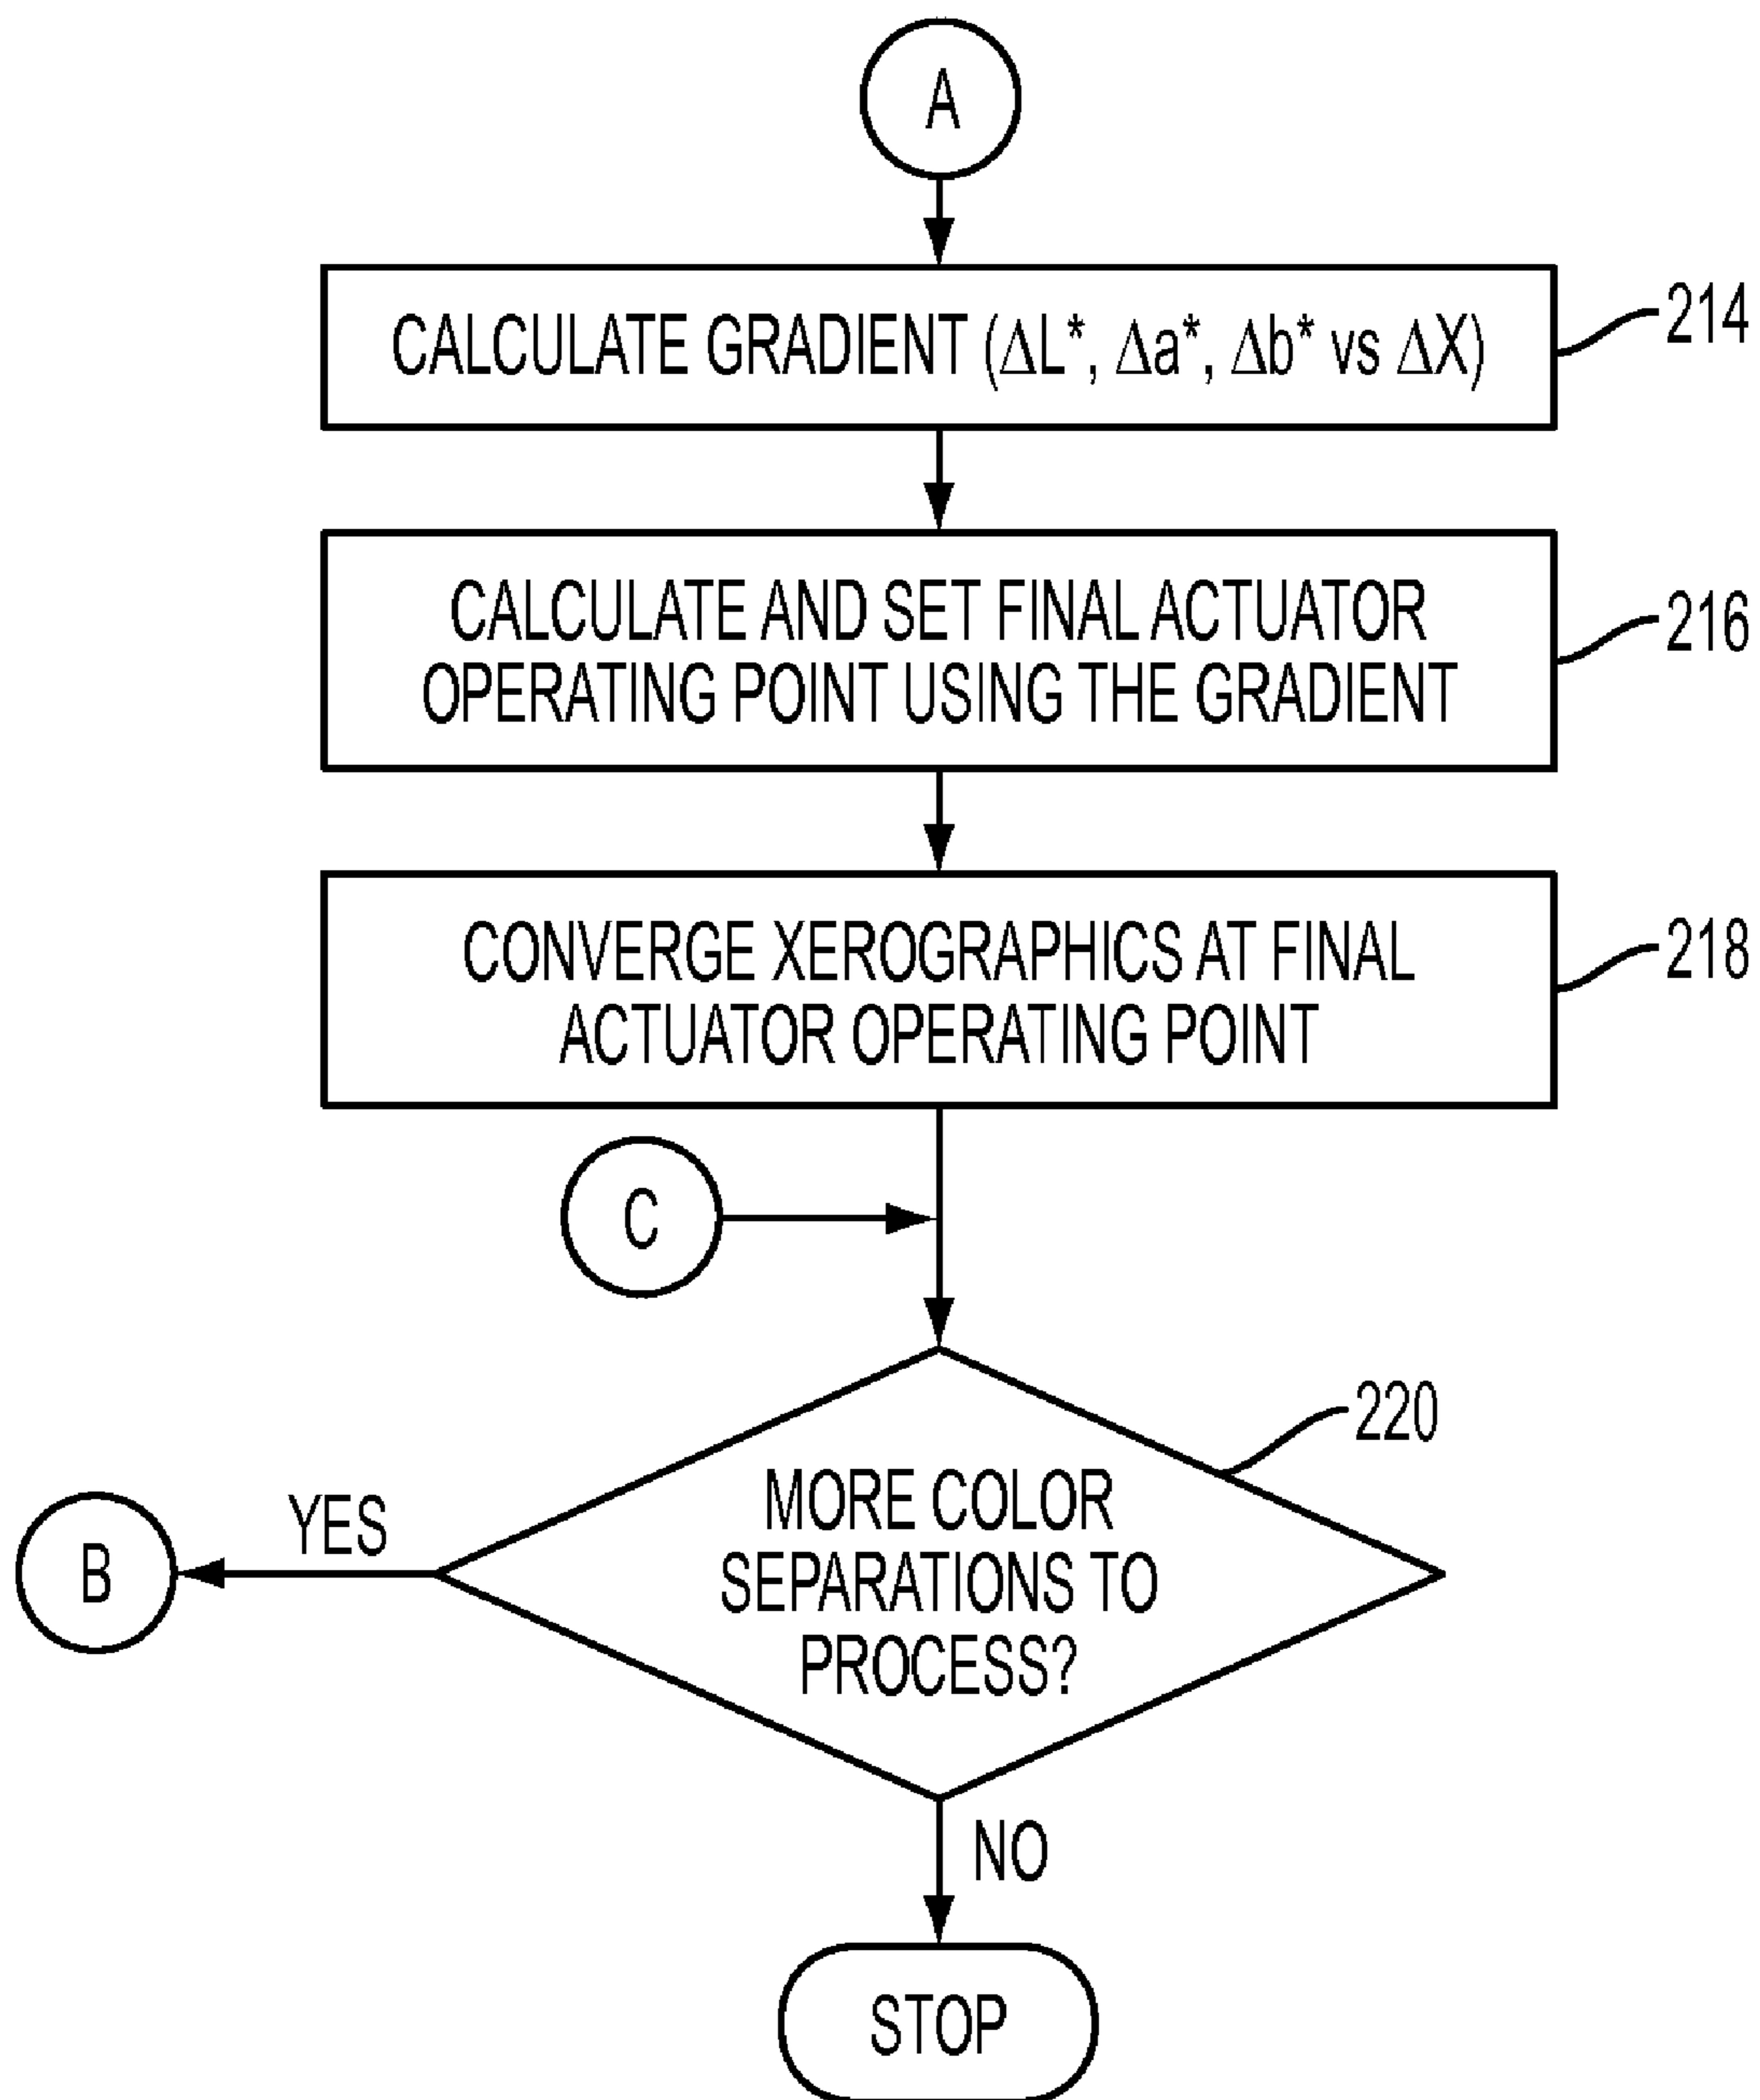 A
CALCULATE GRADIENT (ΔL*, Δa*, Δb* vs ΔX)
214
CALCULATE AND SET FINAL ACTUATOR
OPERATING POINT USING THE GRADIENT
216
CONVERGE XEROGRAPHICS AT FINAL
ACTUATOR OPERATING POINT
218
C
220
MORE COLOR
SEPARATIONS TO
PROCESS?
YES
B
NO
STOP